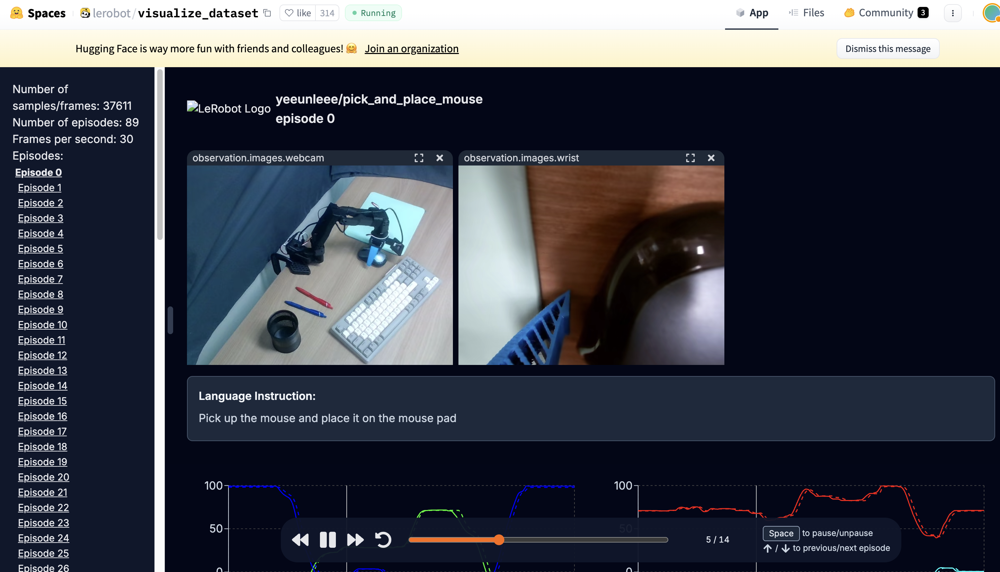 Spaces
lerobot/visualize_dataset
like 314
Running
App
Files
Community 3
Hugging Face is way more fun with friends and colleagues! 🤗 Join an organization
Dismiss this message
Number of
samples/frames: 37611
Number of episodes: 89
Frames per second: 30
Episodes:
Episode 0
Episode 1
Episode 2
Episode 3
Episode 4
Episode 5
Episode 6
Episode 7
Episode 8
Episode 9
Episode 10
Episode 11
Episode 12
Episode 13
Episode 14
Episode 15
Episode 16
Episode 17
Episode 18
Episode 19
Episode 20
Episode 21
Episode 22
Episode 23
Episode 24
Episode 25
Episode 26
LeRobot Logo
yeeunleee/pick_and_place_mouse
episode 0
observation.images.webcam
observation.images.wrist
Language Instruction:
Pick up the mouse and place it on the mouse pad
100
50
0
100
50
0
5 / 14
Space to pause/unpause
↑ / ↓ to previous/next episode